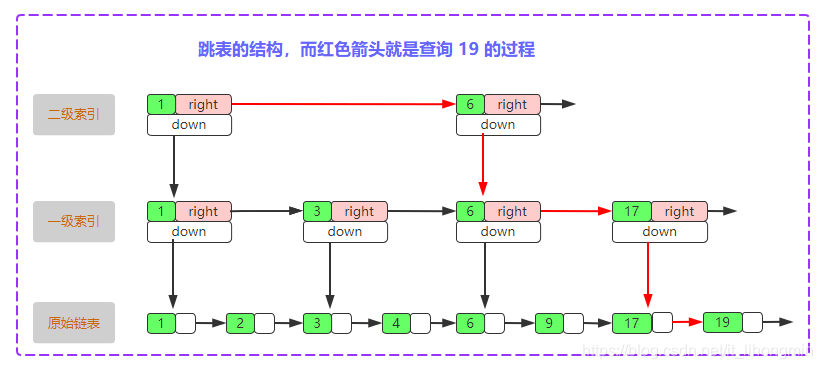 跳表的结构，而红色箭头就是查询 19 的过程
二级索引 1 right 6 right
down down
一级索引 1 right 3 right 6 right 17 right
down down down down
原始链表 1 2 3 4 6 9 17 19
https://blog.csdn.net/it_lihongmin